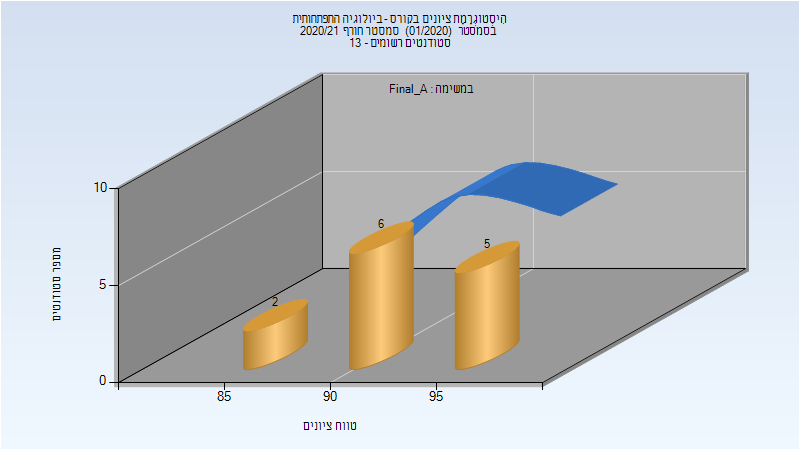 היסטוגרמת ציונים בקורס - ביולוגיה התפתחותית
בסמסטר (01/2020) סמסטר חורף 2020/21
סטודנטים רשומים - 13
במשימה : Final_A
10
5
0
מספר סטודנטים
2
6
5
85
90
95
טווח ציונים